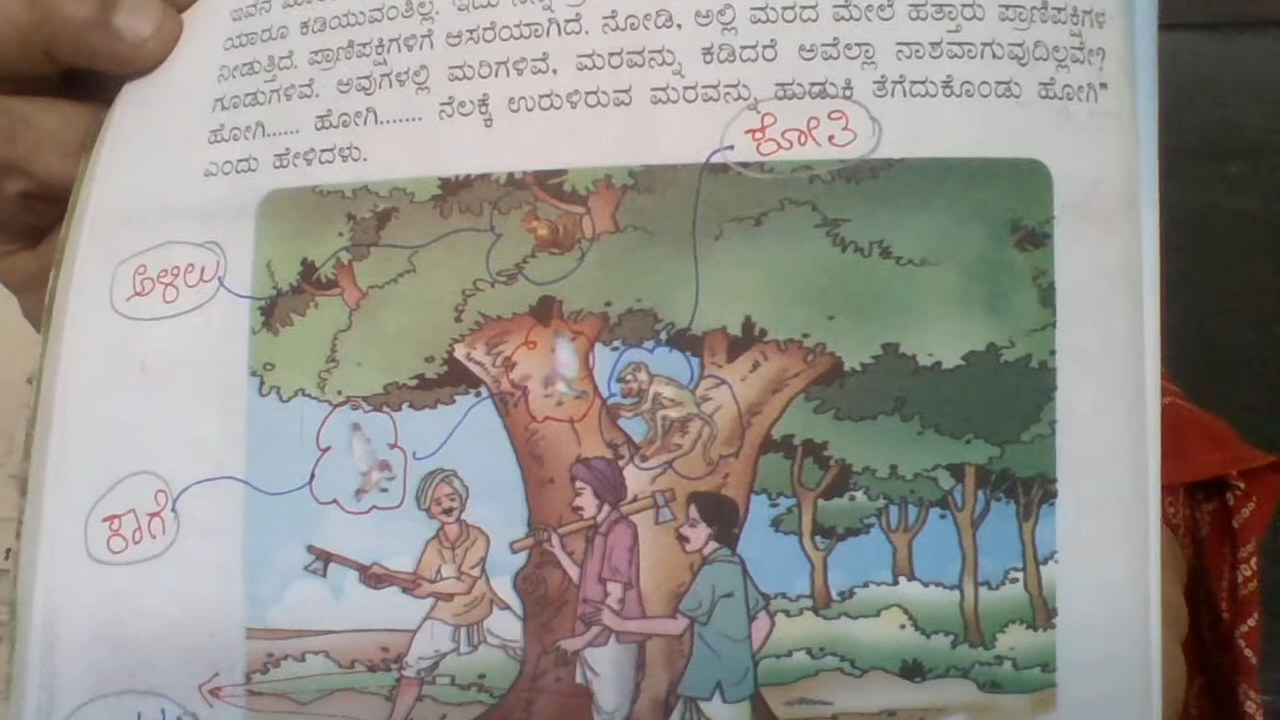 ಯಾರೂ ಕಡಿಯುವಂತಿಲ್ಲ.
ನೀಡುತ್ತಿದೆ. ಪ್ರಾಣಿಪಕ್ಷಿಗಳಿಗೆ ಆಸರೆಯಾಗಿದೆ. ನೋಡಿ, ಅಲ್ಲಿ ಮರದ ಮೇಲೆ ಹತ್ತಾರು ಪ್ರಾಣಿಪಕ್ಷಿಗಳ
ಗೂಡುಗಳಿವೆ. ಅವುಗಳಲ್ಲಿ ಮರಿಗಳಿವೆ, ಮರವನ್ನು ಕಡಿದರೆ ಅವೆಲ್ಲಾ ನಾಶವಾಗುವುದಿಲ್ಲವೇ?
ಹೋಗಿ...... ಹೋಗಿ....... ನೆಲಕ್ಕೆ ಉರುಳಿರುವ ಮರವನ್ನು ಹುಡುಕಿ ತೆಗೆದುಕೊಂಡು ಹೋಗಿ"
ಎಂದು ಹೇಳಿದಳು.
ಕೋತಿ
ಅಳಿಲು
ಕಾಗೆ